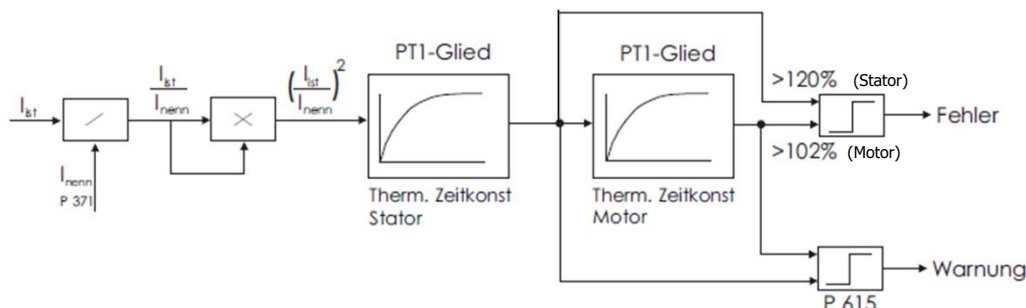 I_ist
I_nenn
P 371
I_ist
I_nenn
(I_ist
I_nenn)²
PT1-Glied
Therm. Zeitkonst
Stator
PT1-Glied
Therm. Zeitkonst
Motor
>120% (Stator)
>102% (Motor)
Fehler
Warnung
P 615